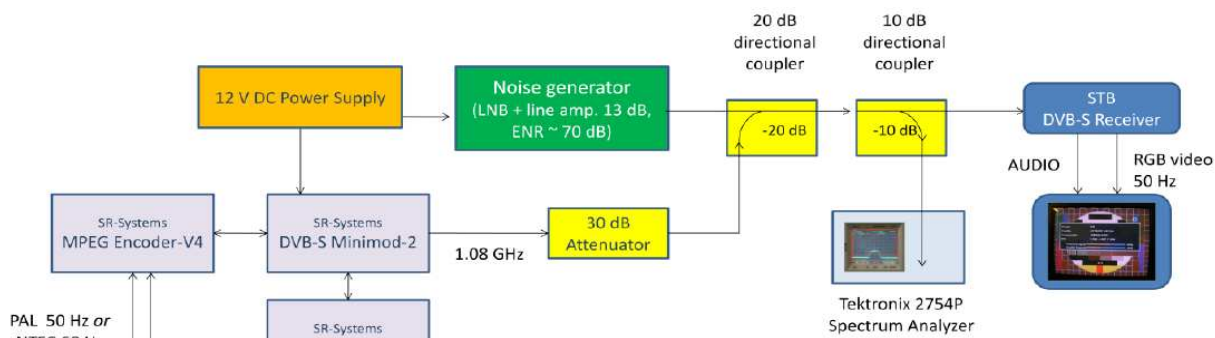 20 dB
directional
coupler
10 dB
directional
coupler
12 V DC Power Supply
Noise generator
(LNB + line amp. 13 dB,
ENR ~ 70 dB)
-20 dB
-10 dB
STB
DVB-S Receiver
AUDIO
RGB video
50 Hz
SR-Systems
MPEG Encoder-V4
SR-Systems
DVB-S Minimod-2
1.08 GHz
30 dB
Attenuator
Tektronix 2754P
Spectrum Analyzer
PAL 50 Hz or
SR-Systems